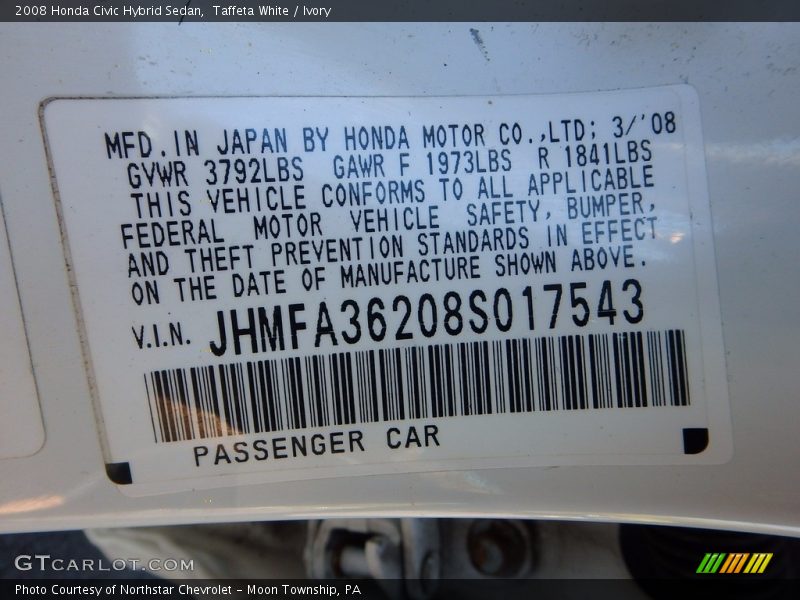 2008 Honda Civic Hybrid Sedan,  Taffeta White / Ivory
MFD.IN JAPAN BY HONDA MOTOR CO.,LTD; 3/'08
GVWR 3792LBS  GAWR F 1973LBS  R 1841LBS
THIS VEHICLE CONFORMS TO ALL APPLICABLE
FEDERAL MOTOR VEHICLE SAFETY, BUMPER,
AND THEFT PREVENTION STANDARDS IN EFFECT
ON THE DATE OF MANUFACTURE SHOWN ABOVE.
V.I.N. JHMFA36208S017543
PASSENGER CAR
GTCARLOT.COM
Photo Courtesy of Northstar Chevrolet - Moon Township, PA